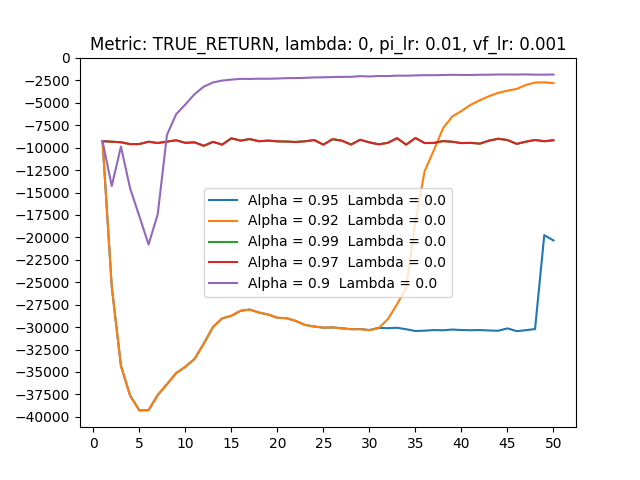 Metric: TRUE_RETURN, lambda: 0, pi_lr: 0.01, vf_lr: 0.001
0
−2500
−5000
−7500
−10000
−12500
−15000
−17500
−20000
−22500
−25000
−27500
−30000
−32500
−35000
−37500
−40000
Alpha = 0.95 Lambda = 0.0
Alpha = 0.92 Lambda = 0.0
Alpha = 0.99 Lambda = 0.0
Alpha = 0.97 Lambda = 0.0
Alpha = 0.9 Lambda = 0.0
0 5 10 15 20 25 30 35 40 45 50